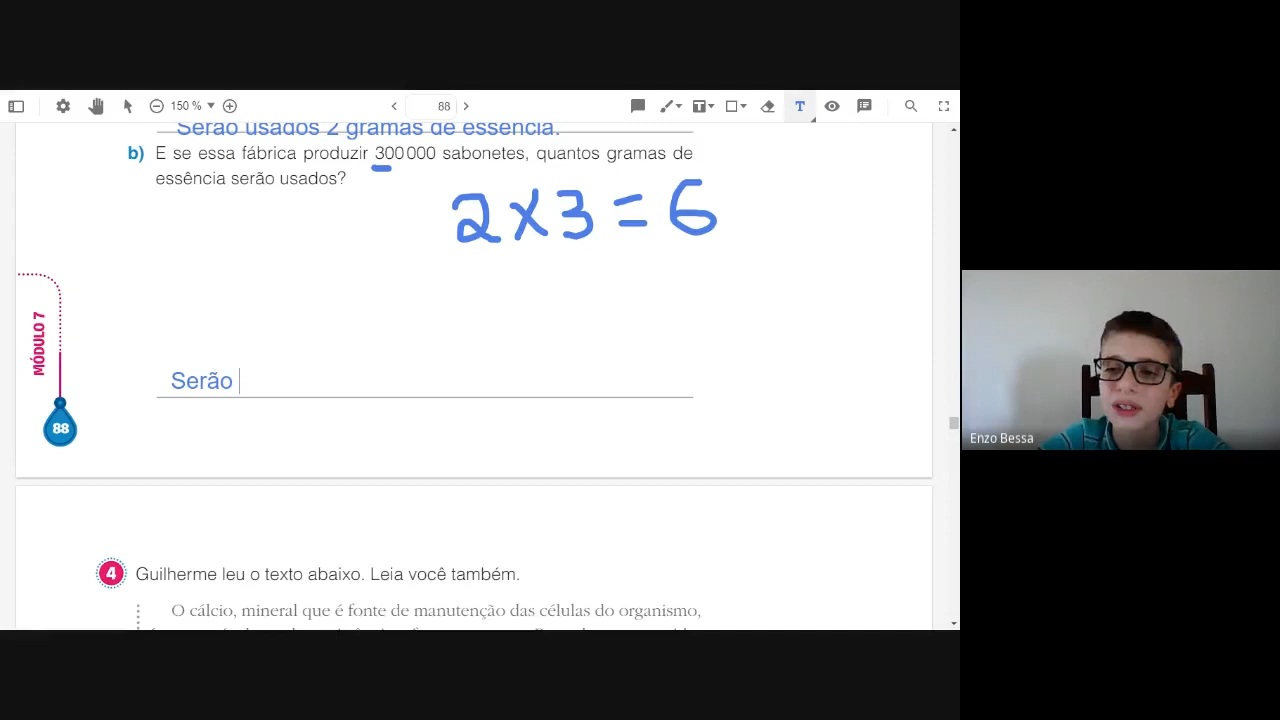 150 %
88
Serão usados 2 gramas de essência.
b) E se essa fábrica produzir 300 000 sabonetes, quantos gramas de
essência serão usados?
2 x 3 = 6
MÓDULO 7
Serão
88
4 Guilherme leu o texto abaixo. Leia você também.
O cálcio, mineral que é fonte de manutenção das células do organismo,
Enzo Bessa